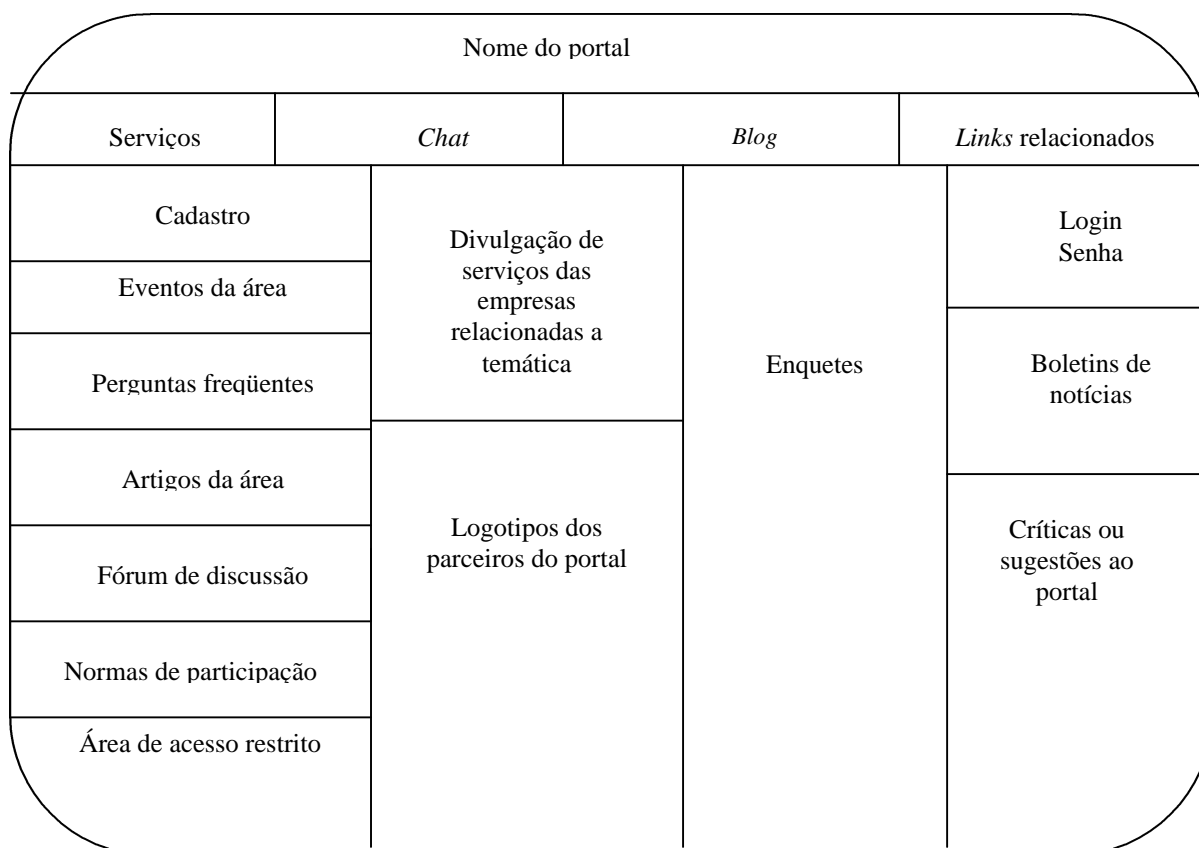 Nome do portal
Serviços
Chat
Blog
Links relacionados
Cadastro
Eventos da área
Perguntas freqüentes
Artigos da área
Fórum de discussão
Normas de participação
Área de acesso restrito
Divulgação de
serviços das
empresas
relacionadas a
temática
Logotipos dos
parceiros do portal
Enquetes
Login
Senha
Boletins de
notícias
Críticas ou
sugestões ao
portal